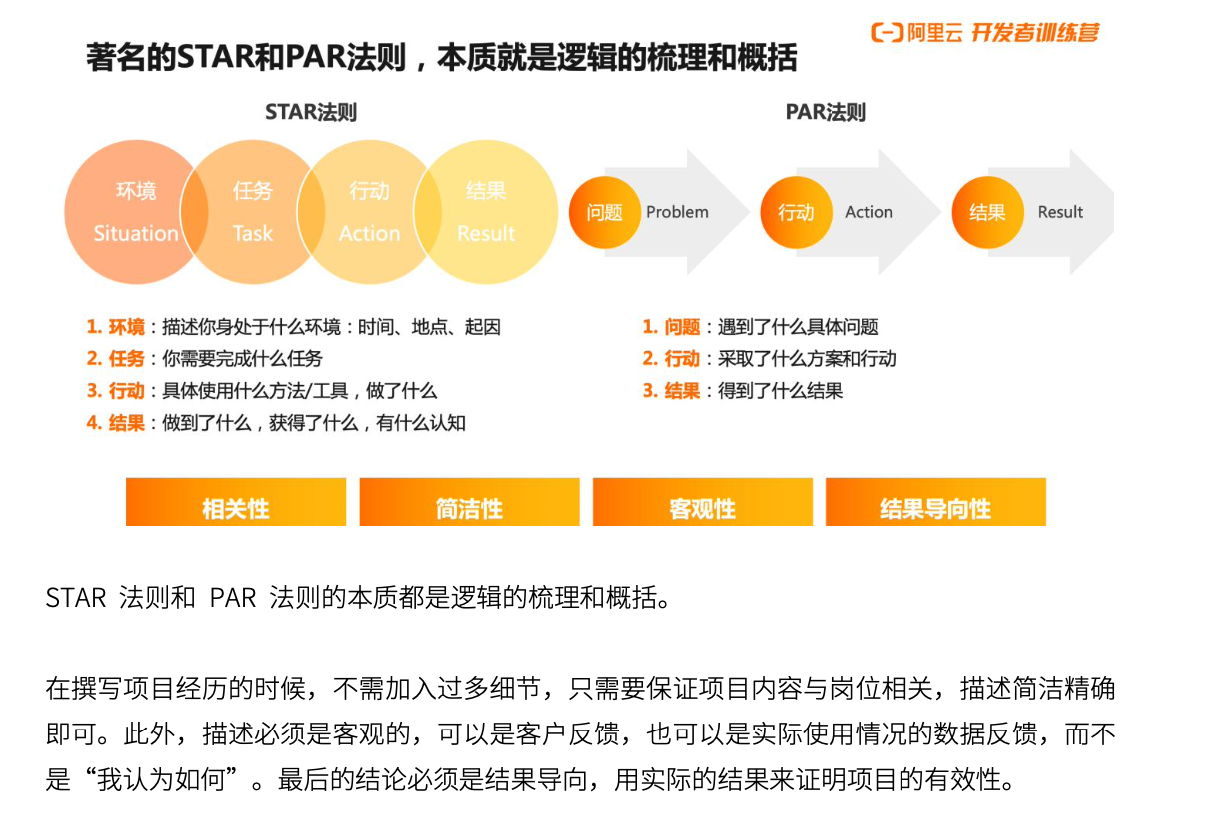 阿里云 开发者训练营
著名的STAR和PAR法则，本质就是逻辑的梳理和概括
STAR法则
环境
Situation
任务
Task
行动
Action
结果
Result
1. 环境：描述你身处于什么环境：时间、地点、起因
2. 任务：你需要完成什么任务
3. 行动：具体使用什么方法/工具，做了什么
4. 结果：做到了什么，获得了什么，有什么认知
PAR法则
问题 Problem
行动 Action
结果 Result
1. 问题：遇到了什么具体问题
2. 行动：采取了什么方案和行动
3. 结果：得到了什么结果
相关性
简洁性
客观性
结果导向性
STAR 法则和 PAR 法则的本质都是逻辑的梳理和概括。
在撰写项目经历的时候，不需加入过多细节，只需要保证项目内容与岗位相关，描述简洁精确
即可。此外，描述必须是客观的，可以是客户反馈，也可以是实际使用情况的数据反馈，而不
是“我认为如何”。最后的结论必须是结果导向，用实际的结果来证明项目的有效性。